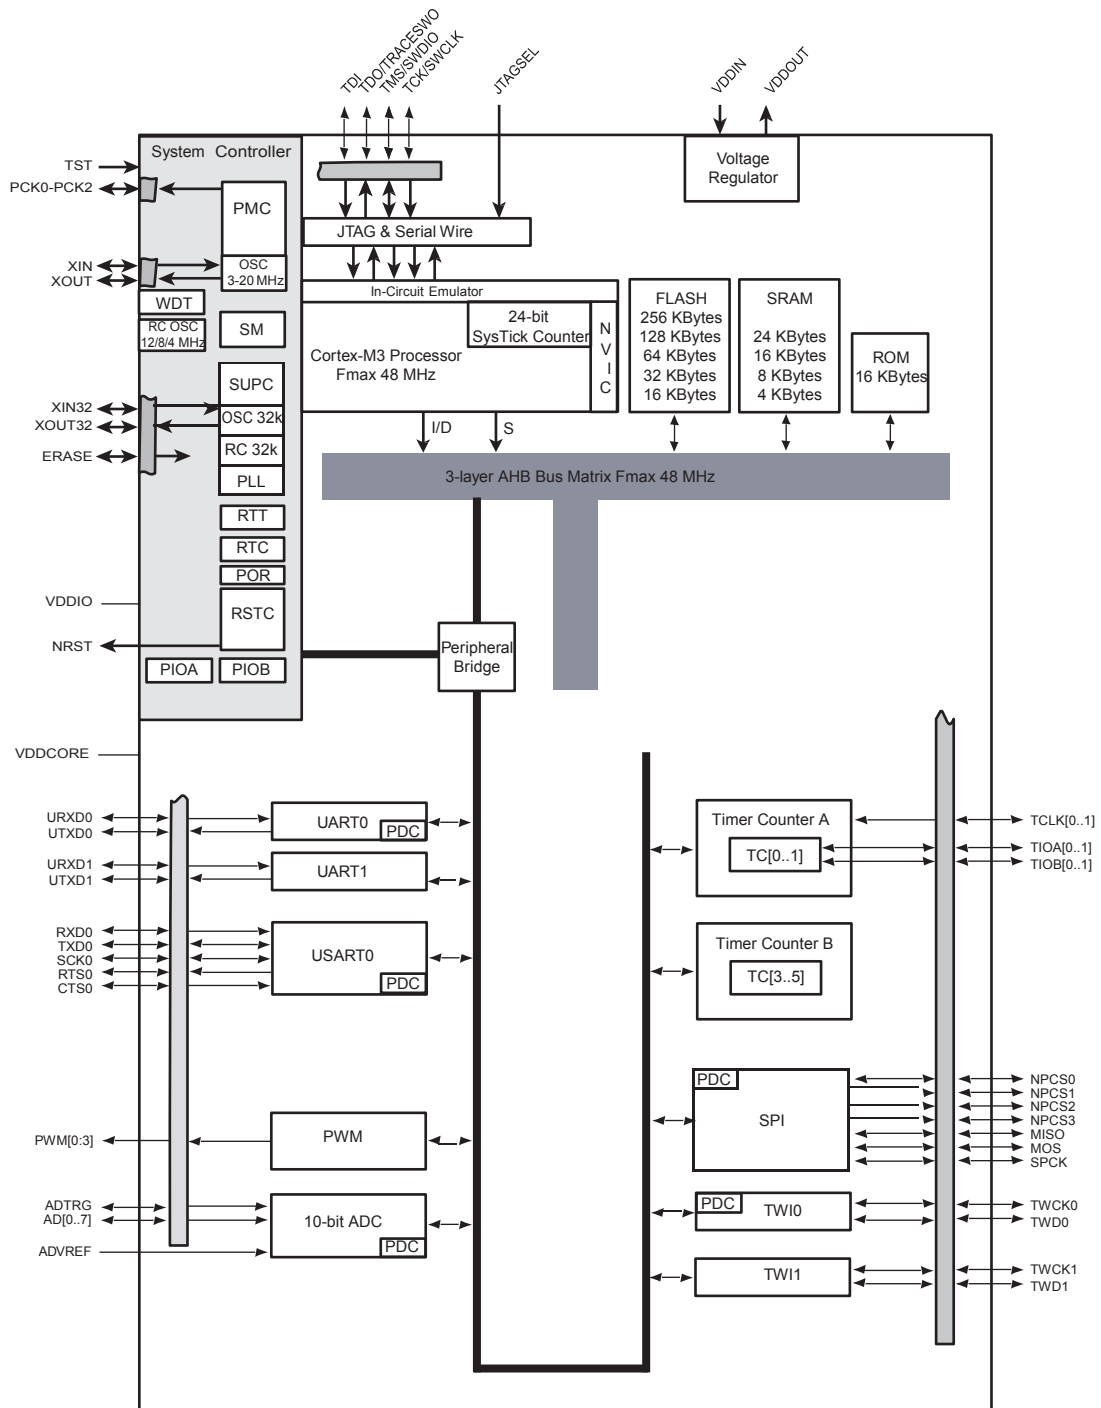 TDI
TDO/TRACESWO
TMS/SWDIO
TCK/SWCLK
JTAGSEL
VDDIN
VDDOUT
System Controller
TST
PCK0-PCK2
PMC
Voltage
Regulator
JTAG & Serial Wire
XIN
XOUT
OSC
3-20 MHz
In-Circuit Emulator
WDT
RC OSC
12/8/4 MHz
SM
24-bit
SysTick Counter
N
V
I
C
Cortex-M3 Processor
Fmax 48 MHz
FLASH
256 KBytes
128 KBytes
64 KBytes
32 KBytes
16 KBytes
SRAM
24 KBytes
16 KBytes
8 KBytes
4 KBytes
ROM
16 KBytes
SUPC
XIN32
XOUT32
OSC 32k
I/D
S
ERASE
RC 32k
PLL
3-layer AHB Bus Matrix Fmax 48 MHz
RTT
RTC
POR
VDDIO
RSTC
NRST
Peripheral
Bridge
PIOA
PIOB
VDDCORE
URXD0
UTXD0
UART0
PDC
URXD1
UTXD1
UART1
RXD0
TXD0
SCK0
RTS0
CTS0
USART0
PDC
PWM[0:3]
PWM
ADTRG
AD[0..7]
ADVREF
10-bit ADC
PDC
Timer Counter A
TC[0..1]
TCLK[0..1]
TIOA[0..1]
TIOB[0..1]
Timer Counter B
TC[3..5]
PDC
SPI
NPCS0
NPCS1
NPCS2
NPCS3
MISO
MOS
SPCK
PDC
TWI0
TWCK0
TWD0
TWI1
TWCK1
TWD1